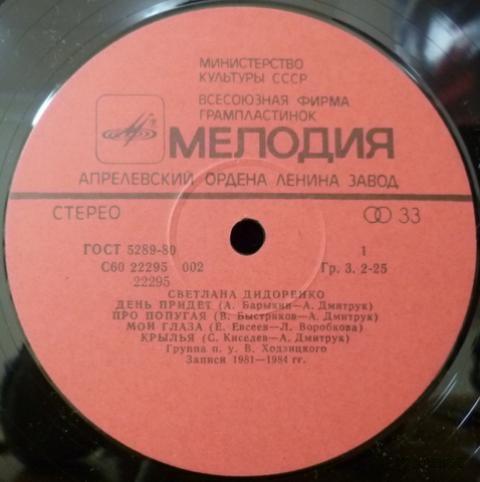 МИНИСТЕРСТВО
КУЛЬТУРЫ СССР
ВСЕСОЮЗНАЯ ФИРМА
ГРАМПЛАСТИНОК
МЕЛОДИЯ
АПРЕЛЕВСКИЙ ОРДЕНА ЛЕНИНА ЗАВОД
СТЕРЕО 33
ГОСТ 5289-80 1
С60 22295 002 Гр. 3. 2-25
22295
СВЕТЛАНА ДИДОРЕНКО
ДЕНЬ ПРИДЕТ (А. Барыкин—А. Дмитрук)
ПРО ПОПУГАЯ (В. Быстряков—А. Дмитрук)
МОИ ГЛАЗА (Е. Евсеев—Л. Воробкова)
КРЫЛЬЯ (С. Киселев—А. Дмитрук)
Группа п. у. В. Ходзицкого
Записи 1981—1984 гг.